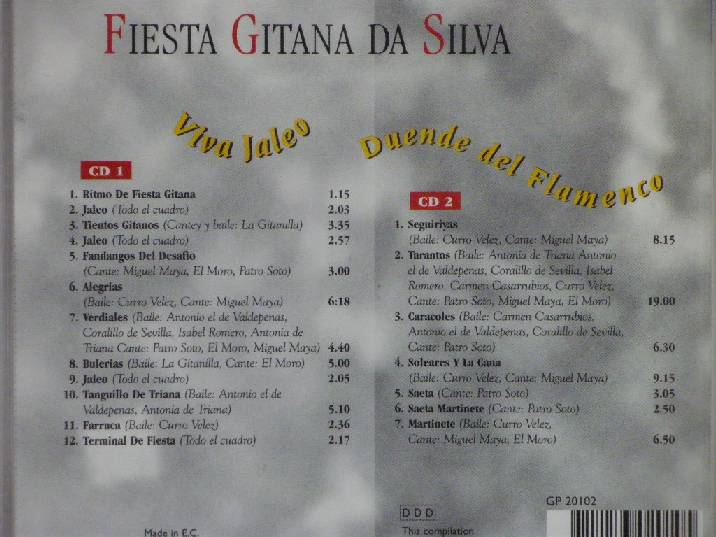 FIESTA GITANA DA SILVA
Viva Jaleo
CD 1
1. Ritmo De Fiesta Gitana 1.15
2. Jaleo (Todo el cuadro) 2.03
3. Tientos Gitanos (Cantey y baile: La Gitanilla) 3.35
4. Jaleo (Todo el cuadro) 2.57
5. Fandangos Del Desafio
(Cante: Miguel Maya, El Moro, Patro Soto) 3.00
6. Alegrias
(Baile: Curro Velez, Cante: Miguel Maya) 6:18
7. Verdiales (Baile: Antonio el de Valdepenas,
Coralillo de Sevilla, Isabel Romero, Antonia de
Triana Cante: Patro Soto, El Moro, Miguel Maya) 4.40
8. Bulerias (Baile: La Gitanilla, Cante: El Moro) 5.00
9. Jaleo (Todo el cuadro) 2.05
10. Tanguillo De Triana (Baile: Antonio el de
Valdepenas, Antonia de Triana) 5.10
11. Farruca (Baile: Curro Velez) 2.36
12. Terminal De Fiesta (Todo el cuadro) 2.17
Made in E.C.
Duende del Flamenco
CD 2
1. Seguiriyas
(Baile: Curro Velez, Cante: Miguel Maya) 8.15
2. Tarantos (Baile: Antonia de Triana Antonio
el de Valdepenas, Coralillo de Sevilla, Isabel
Romero, Carmen Casarrubios, Curro Velez,
Cante: Patro Soto, Miguel Maya, El Moro) 19.00
3. Caracoles (Baile: Carmen Casarrubios,
Antonio el de Valdepenas, Coralillo de Sevilla,
Cante: Patro Soto) 6.30
4. Soleares Y La Cana
(Baile: Curro Velez, Cante: Miguel Maya) 9.15
5. Saeta (Cante: Patro Soto) 3.05
6. Saeta Martinete (Cante: Patro Soto) 2.50
7. Martinete (Baile: Curro Velez,
Cante: Miguel Maya, El Moro) 6.50
GP 20102
DDD
This compilation